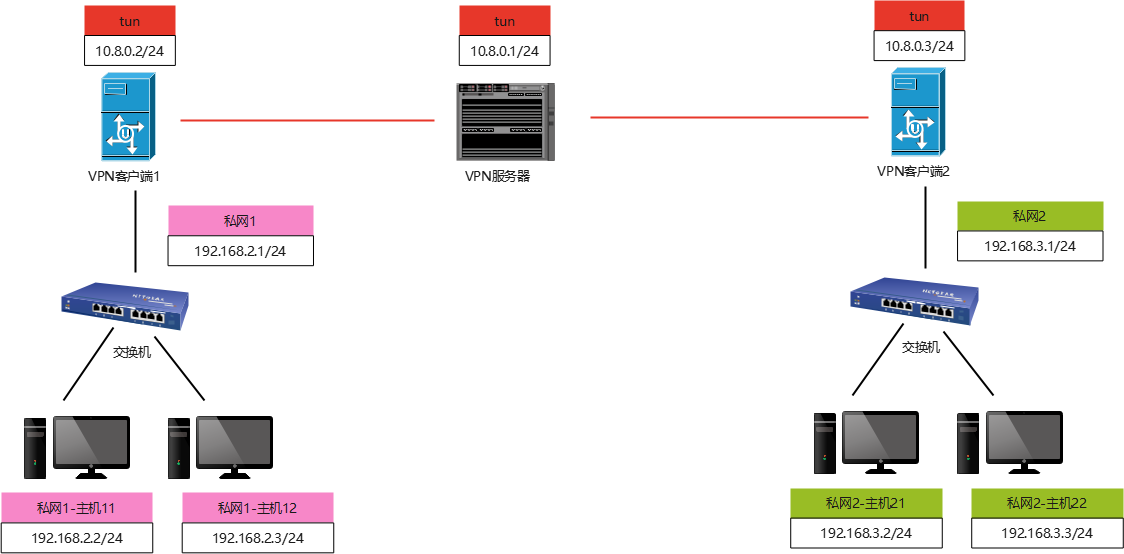 tun
10.8.0.2/24
VPN客户端1
tun
10.8.0.1/24
VPN服务器
tun
10.8.0.3/24
VPN客户端2
私网1
192.168.2.1/24
私网2
192.168.3.1/24
NETGEAR
交换机
NETGEAR
交换机
私网1-主机11
192.168.2.2/24
私网1-主机12
192.168.2.3/24
私网2-主机21
192.168.3.2/24
私网2-主机22
192.168.3.3/24